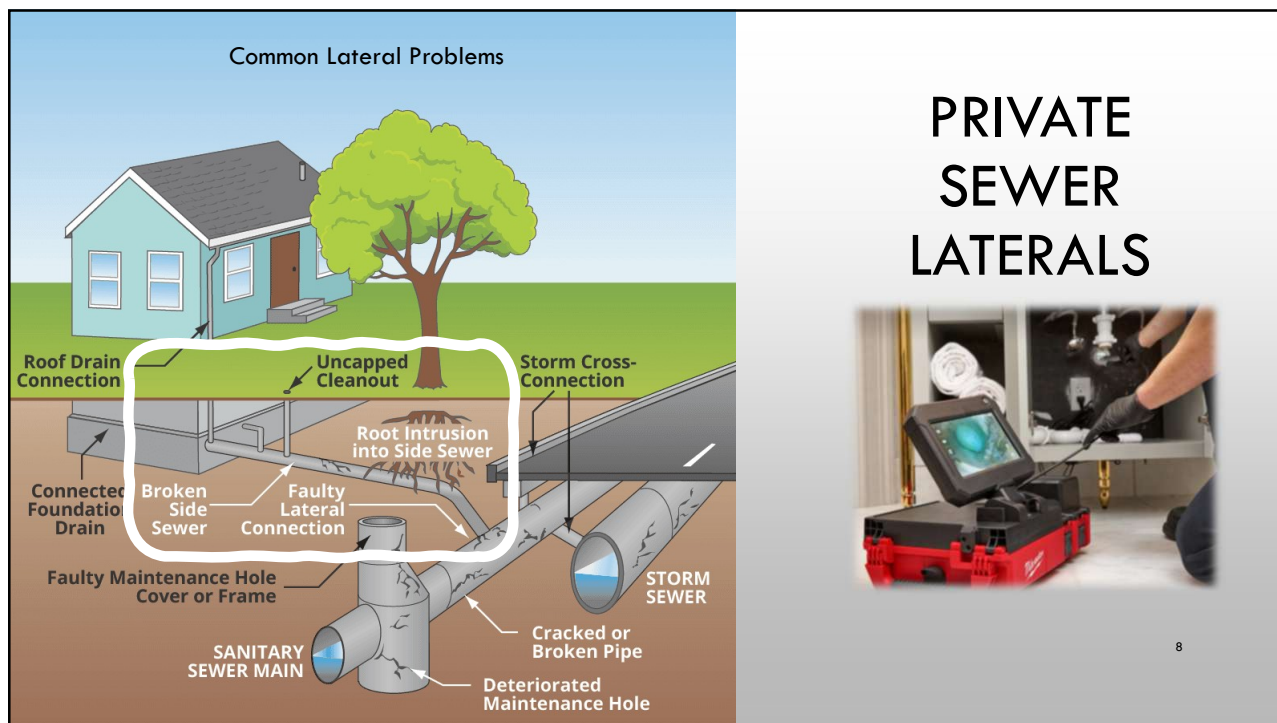 Common Lateral Problems
Roof Drain
Connection
Uncapped
Cleanout
Storm Cross-
Connection
Root Intrusion
into Side Sewer
Connected
Foundation
Drain
Broken
Side
Sewer
Faulty
Lateral
Connection
Faulty Maintenance Hole
Cover or Frame
STORM
SEWER
SANITARY
SEWER MAIN
Cracked or
Broken Pipe
Deteriorated
Maintenance Hole
PRIVATE
SEWER
LATERALS
Milwaukee
8